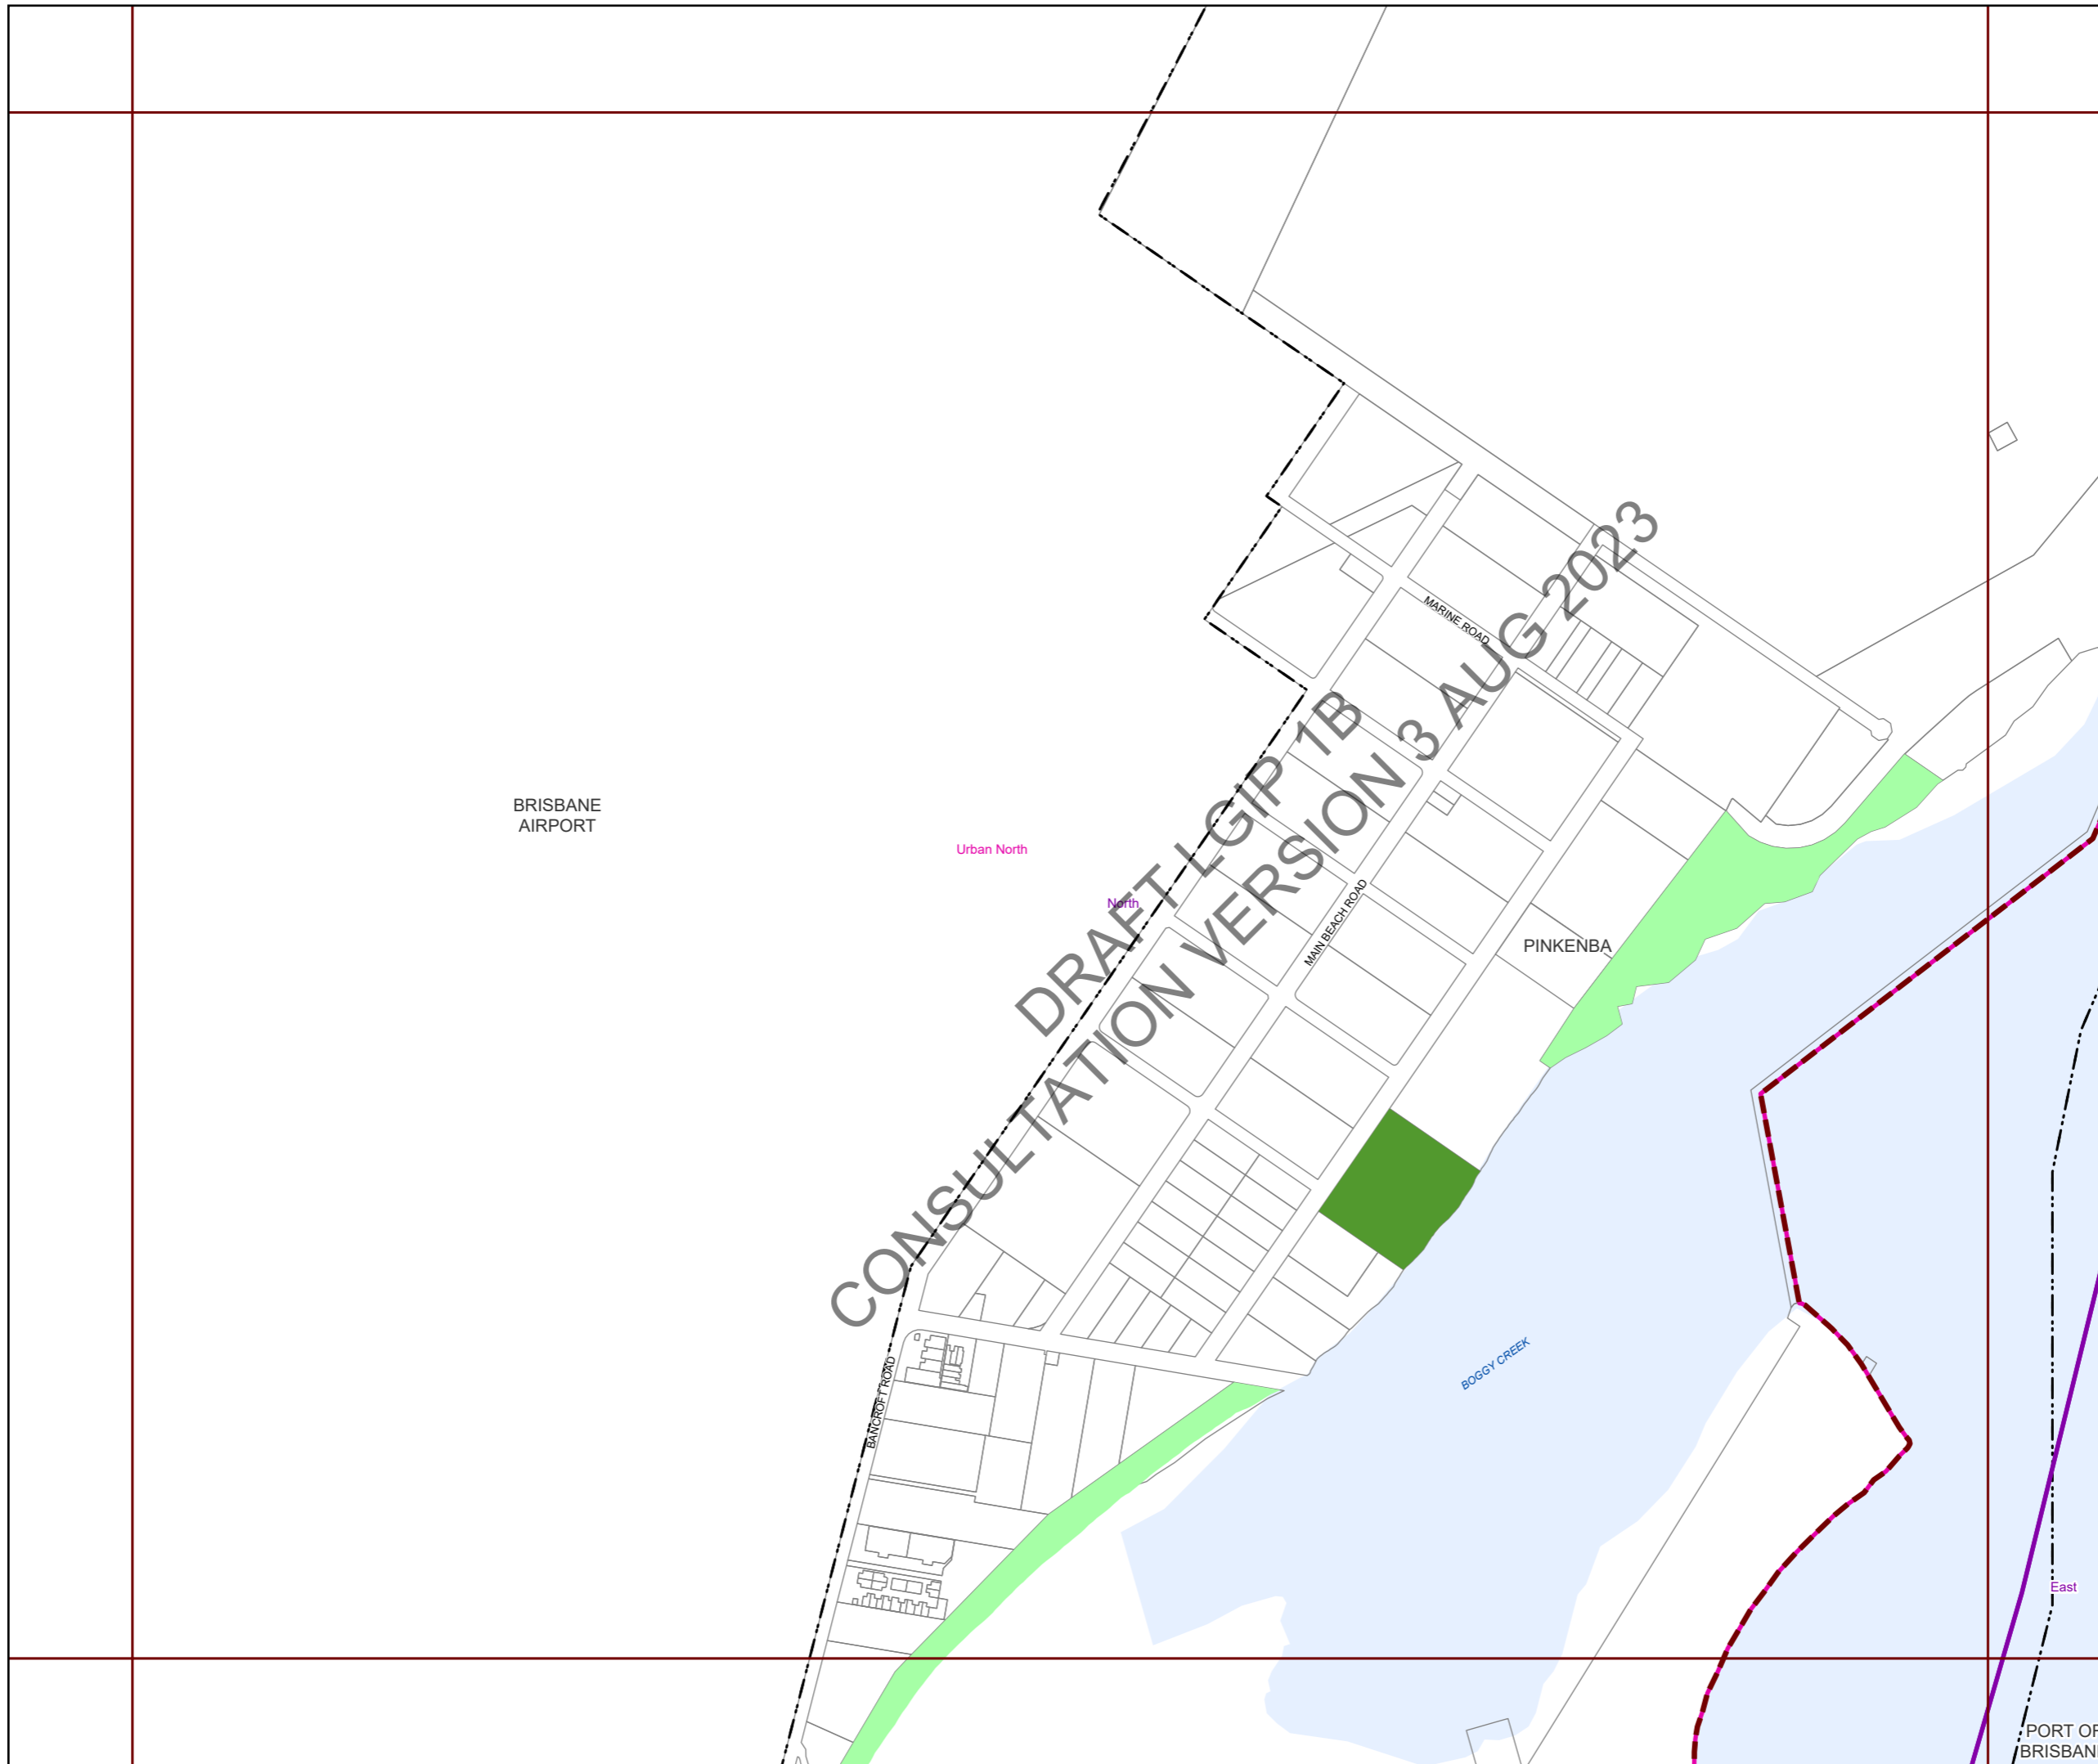 MARINE ROAD
BRISBANE
AIRPORT
Urban North
North
MAIN BEACH ROAD
PINKENBA
DRAFT LGIP 1B
CONSULTATION VERSION 3 AUG 2023
BANCROFT ROAD
BOGGY CREEK
East
PORT OF
BRISBAN